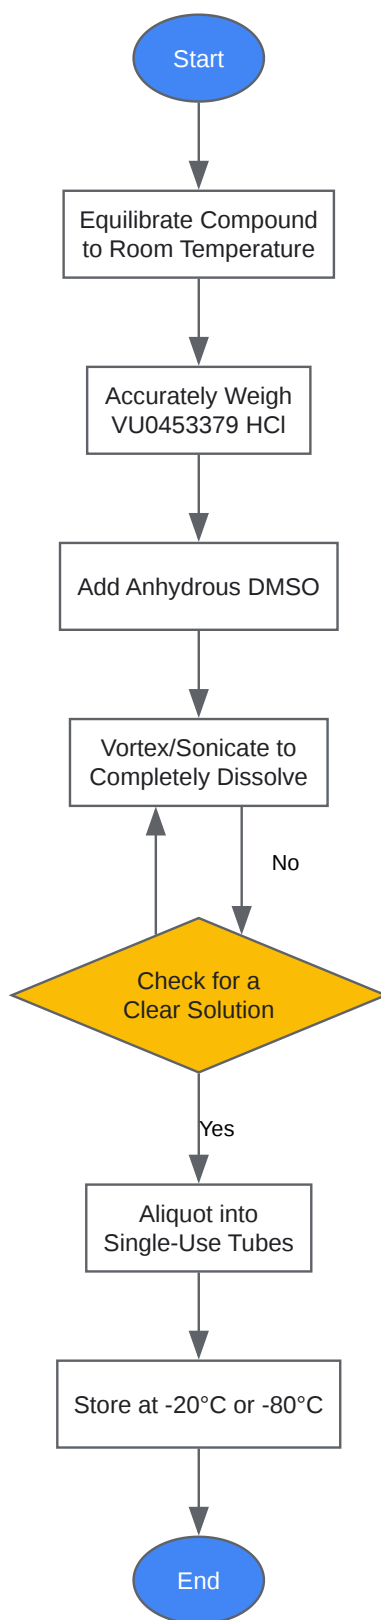 Start
Equilibrate Compound
to Room Temperature
Accurately Weigh
VU0453379 HCl
Add Anhydrous DMSO
Vortex/Sonicate to
Completely Dissolve
No
Check for a
Clear Solution
Yes
Aliquot into
Single-Use Tubes
Store at -20°C or -80°C
End